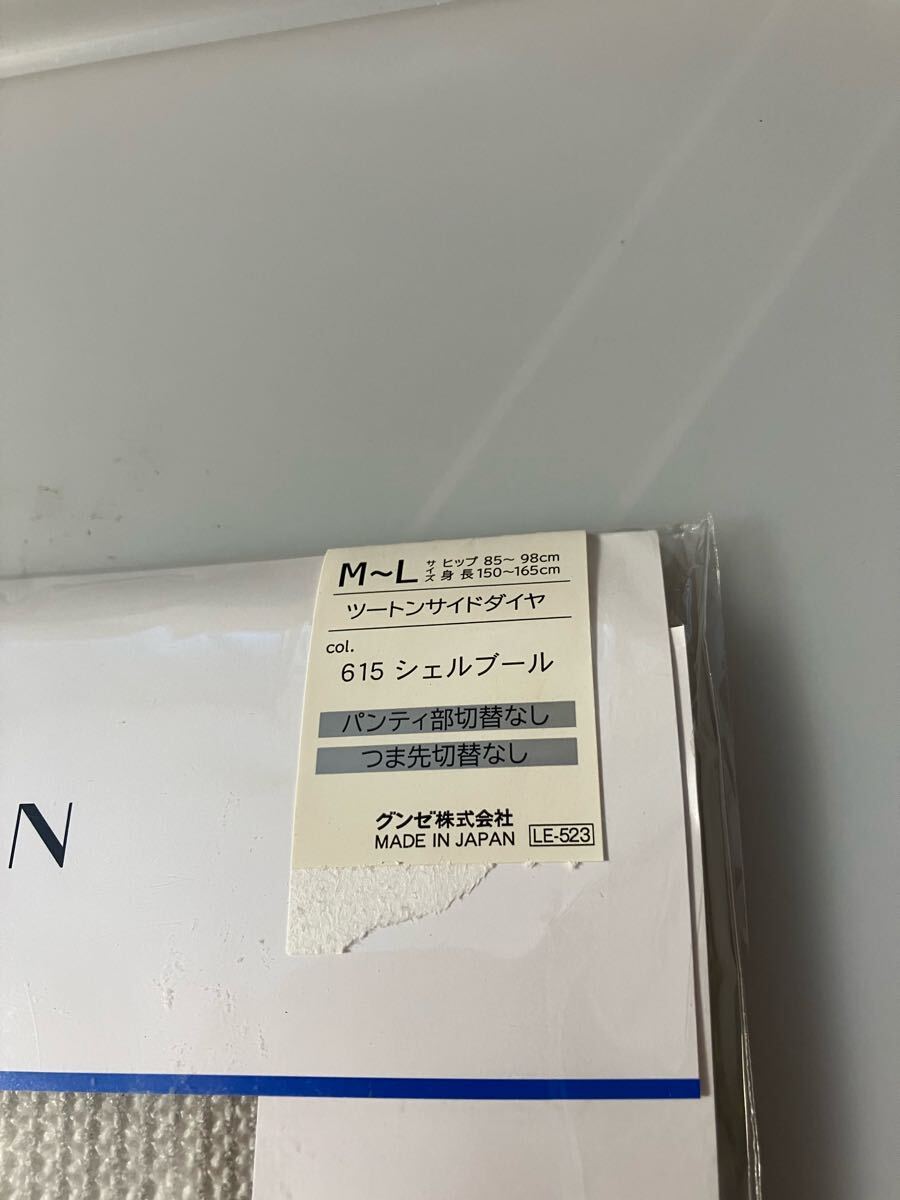 M～L サイズ ヒップ 85～ 98cm
身 長 150～165cm
ツートンサイドダイヤ
col.
615 シェルブール
パンティ部切替なし
つま先切替なし
グンゼ株式会社
MADE IN JAPAN LE-523
N